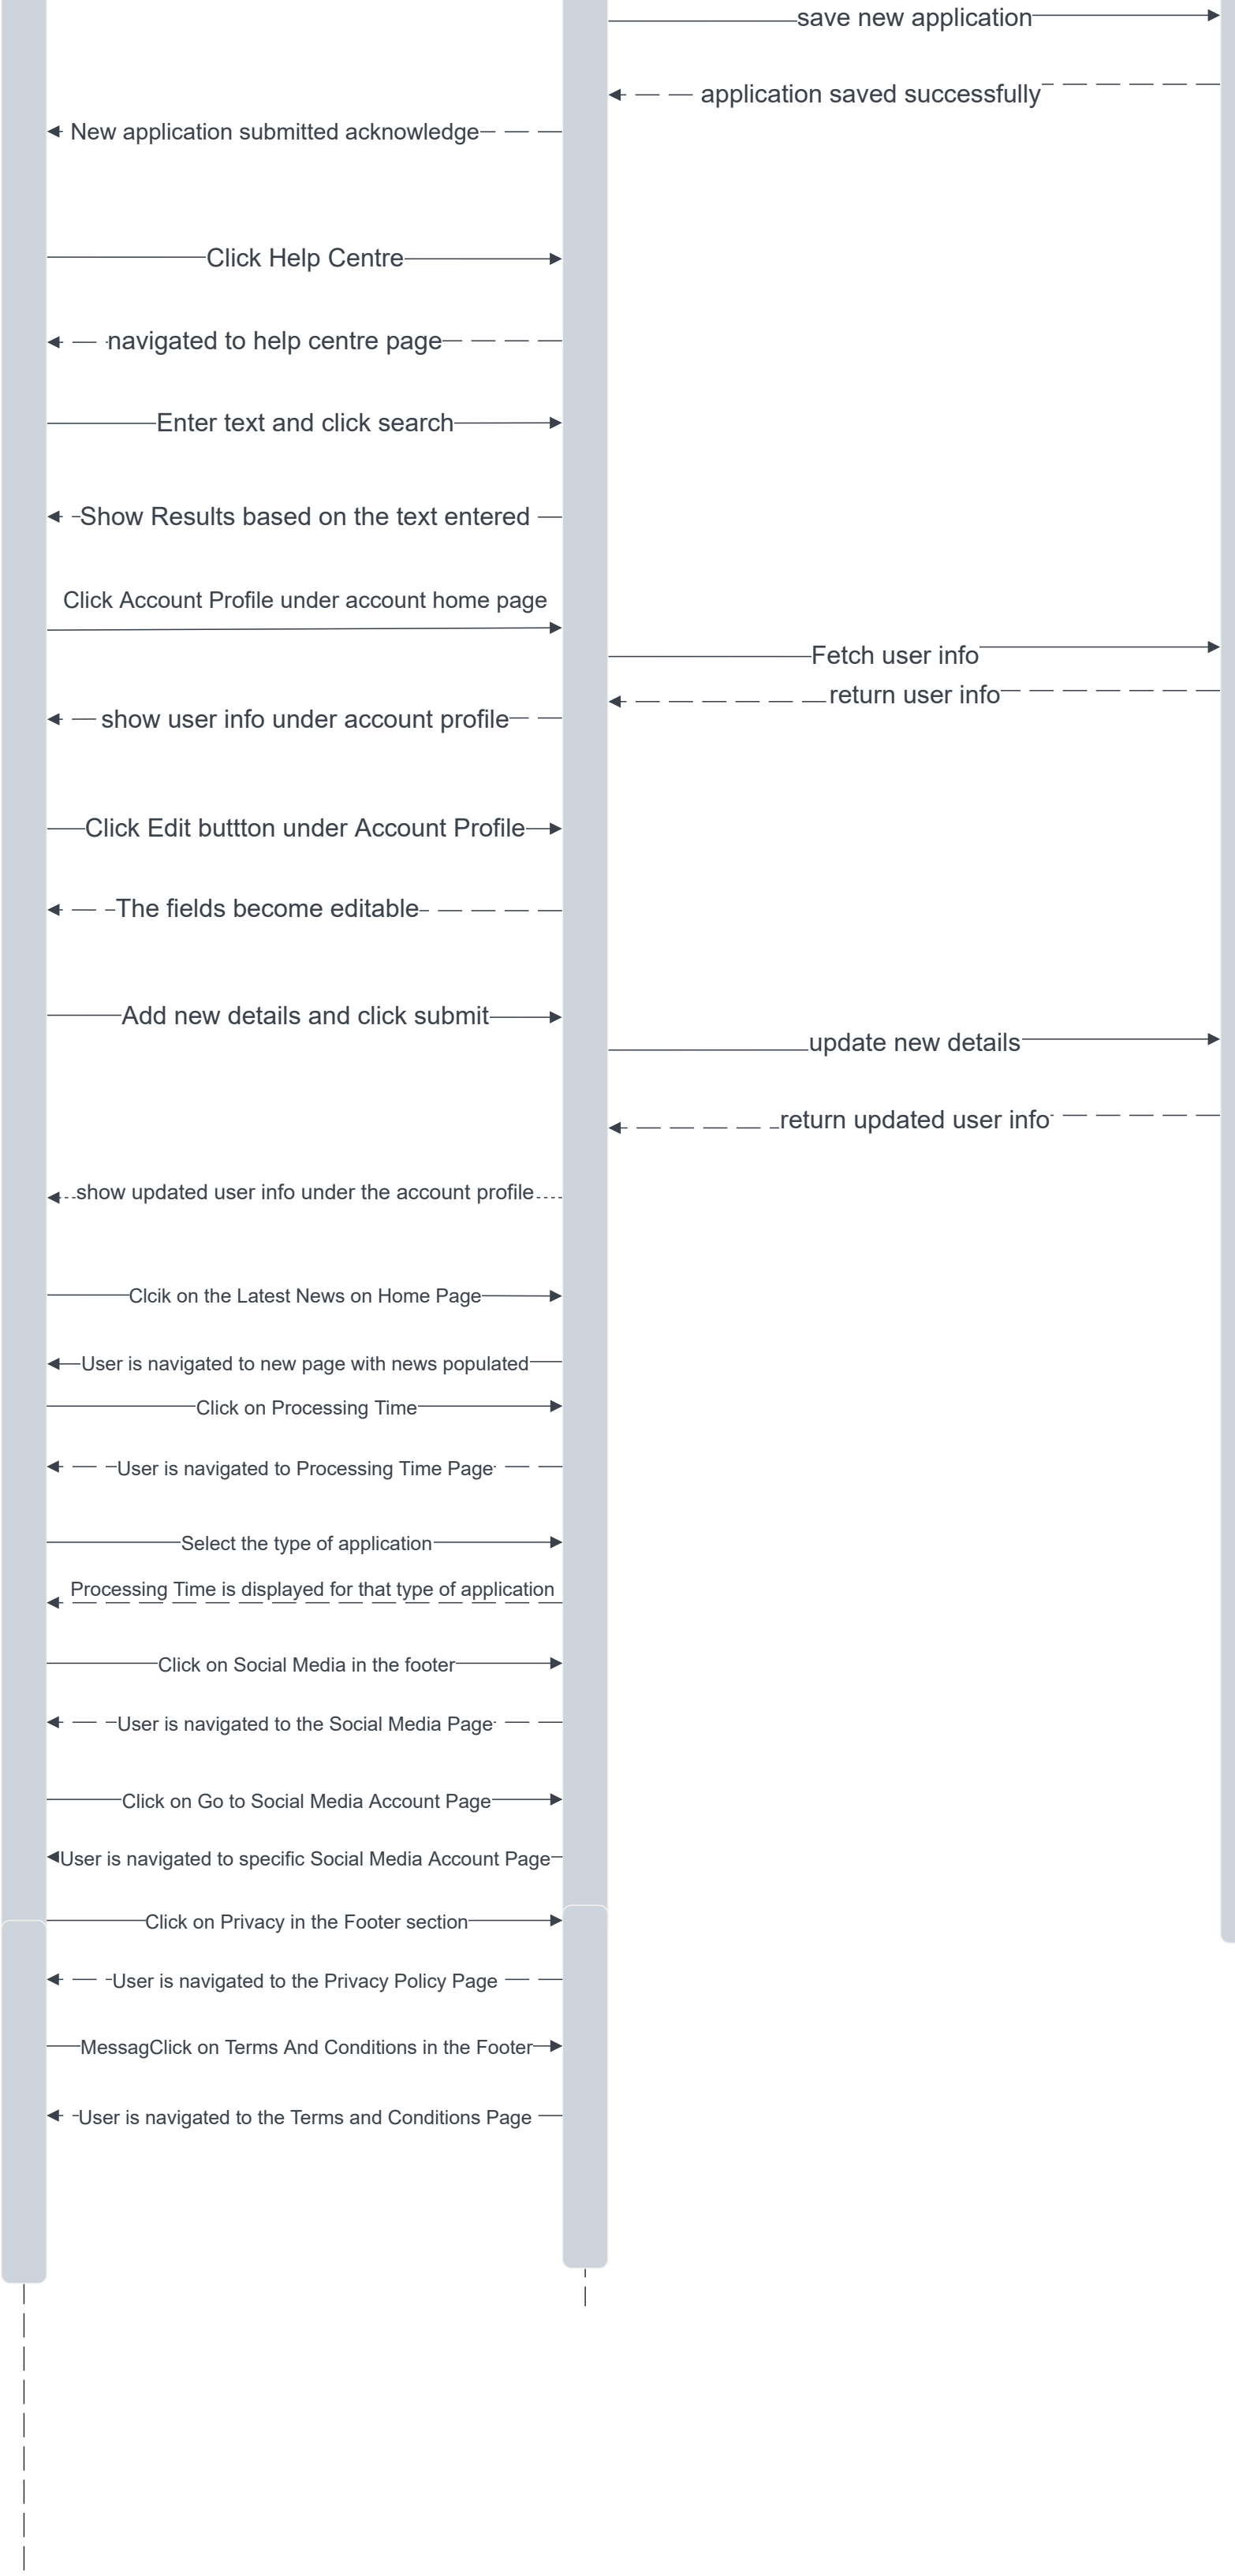 save new application
application saved successfully
New application submitted acknowledge
Click Help Centre
navigated to help centre page
Enter text and click search
Show Results based on the text entered
Click Account Profile under account home page
Fetch user info
return user info
show user info under account profile
Click Edit buttton under Account Profile
The fields become editable
Add new details and click submit
update new details
return updated user info
show updated user info under the account profile
Clcik on the Latest News on Home Page
User is navigated to new page with news populated
Click on Processing Time
User is navigated to Processing Time Page
Select the type of application
Processing Time is displayed for that type of application
Click on Social Media in the footer
User is navigated to the Social Media Page
Click on Go to Social Media Account Page
User is navigated to specific Social Media Account Page
Click on Privacy in the Footer section
User is navigated to the Privacy Policy Page
MessagClick on Terms And Conditions in the Footer
User is navigated to the Terms and Conditions Page